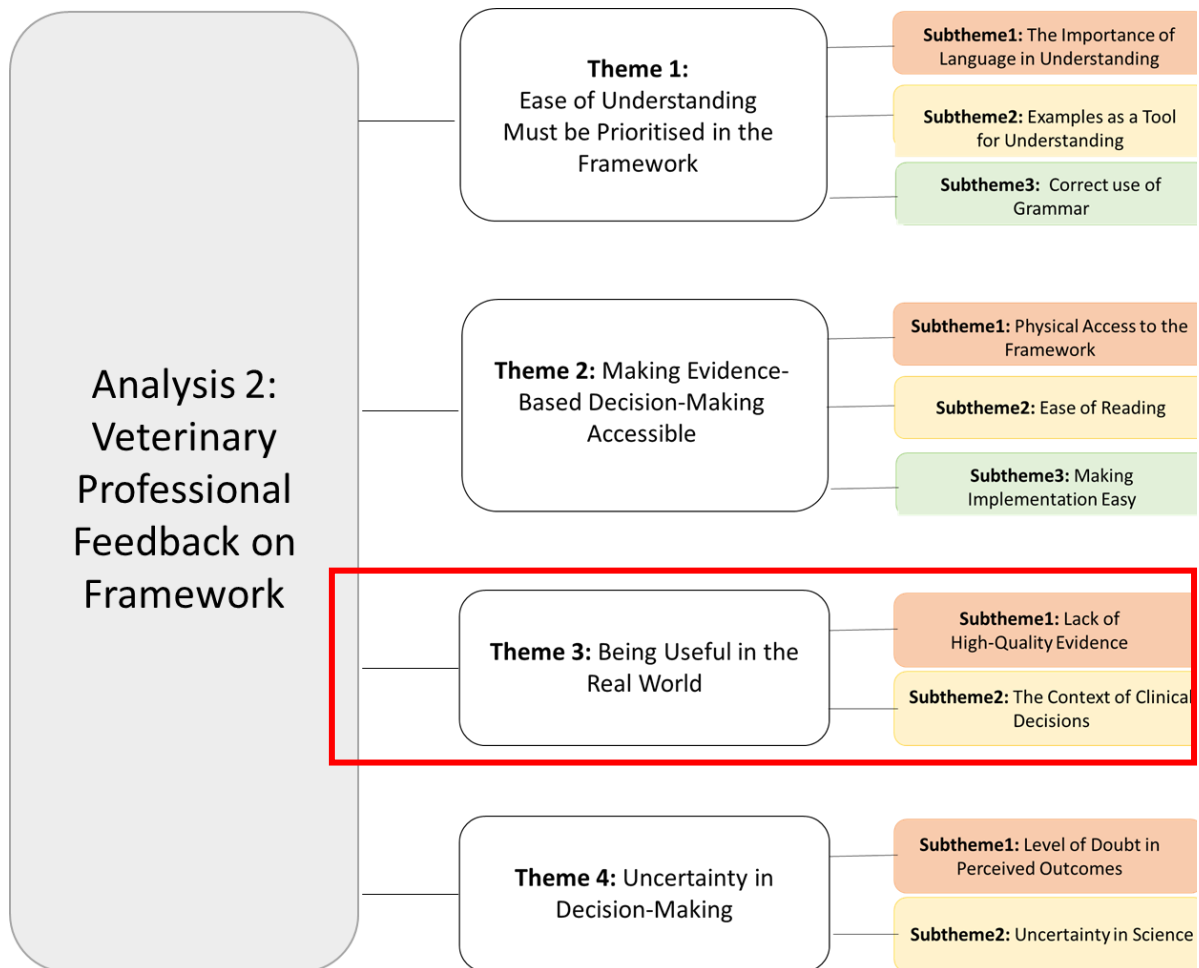 Analysis 2:
Veterinary
Professional
Feedback on
Framework
Theme 1:
Ease of Understanding
Must be Prioritised in the
Framework
Subtheme1: The Importance of
Language in Understanding
Subtheme2: Examples as a Tool
for Understanding
Subtheme3: Correct use of
Grammar
Theme 2: Making Evidence-
Based Decision-Making
Accessible
Subtheme1: Physical Access to the
Framework
Subtheme2: Ease of Reading
Subtheme3: Making
Implementation Easy
Theme 3: Being Useful in the
Real World
Subtheme1: Lack of
High-Quality Evidence
Subtheme2: The Context of Clinical
Decisions
Theme 4: Uncertainty in
Decision-Making
Subtheme1: Level of Doubt in
Perceived Outcomes
Subtheme2: Uncertainty in Science